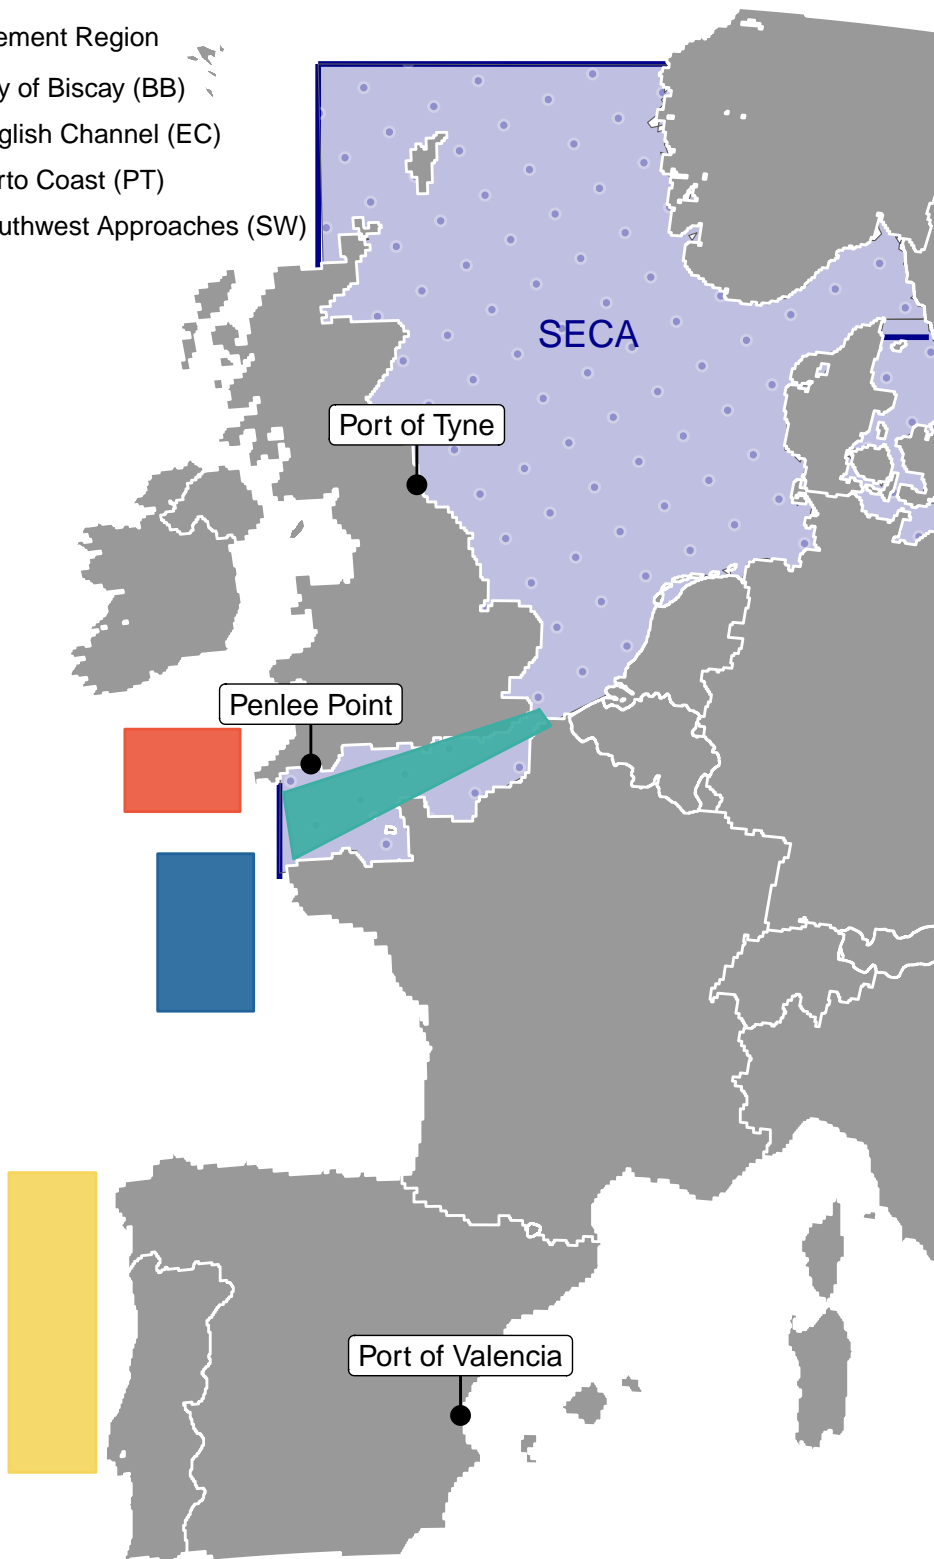 ement Region
y of Biscay (BB)
glish Channel (EC)
rto Coast (PT)
uthwest Approaches (SW)
SECA
Port of Tyne
Penlee Point
Port of Valencia